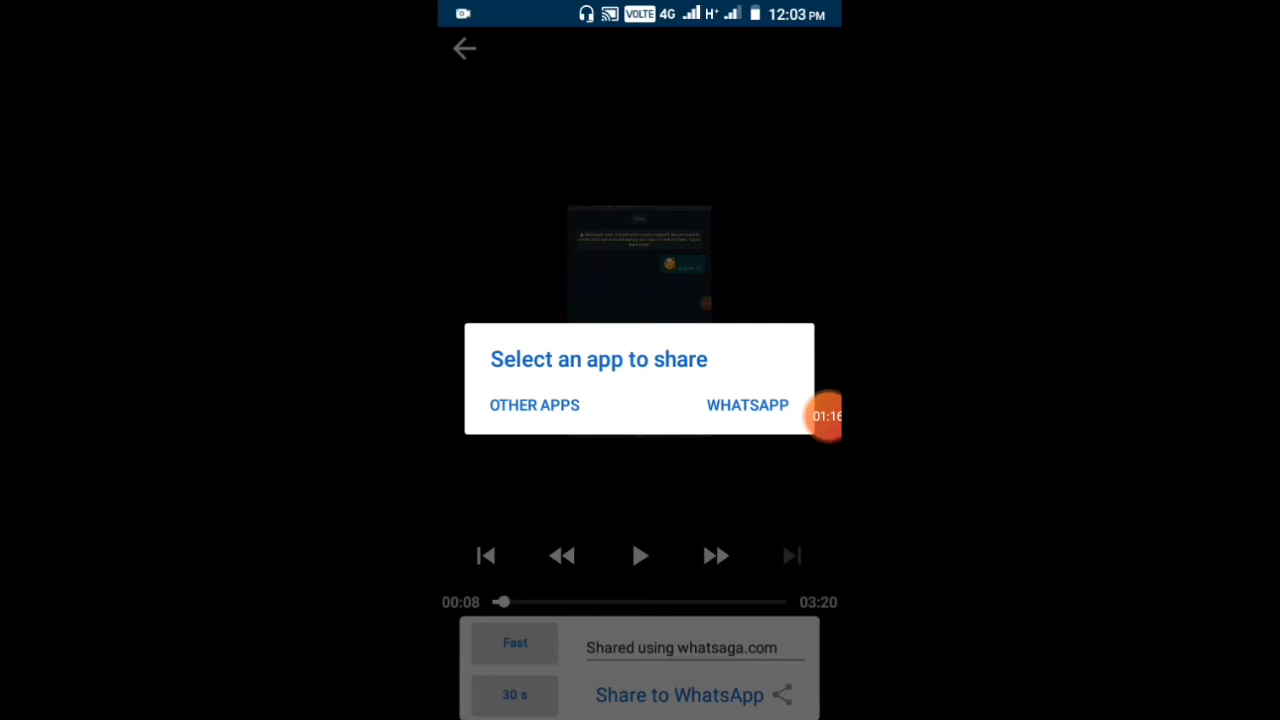 VOLTE 4G H+ 12:03 PM
Select an app to share
OTHER APPS WHATSAPP
01:16
00:08 03:20
Fast
Shared using whatsaga.com
30 s
Share to WhatsApp